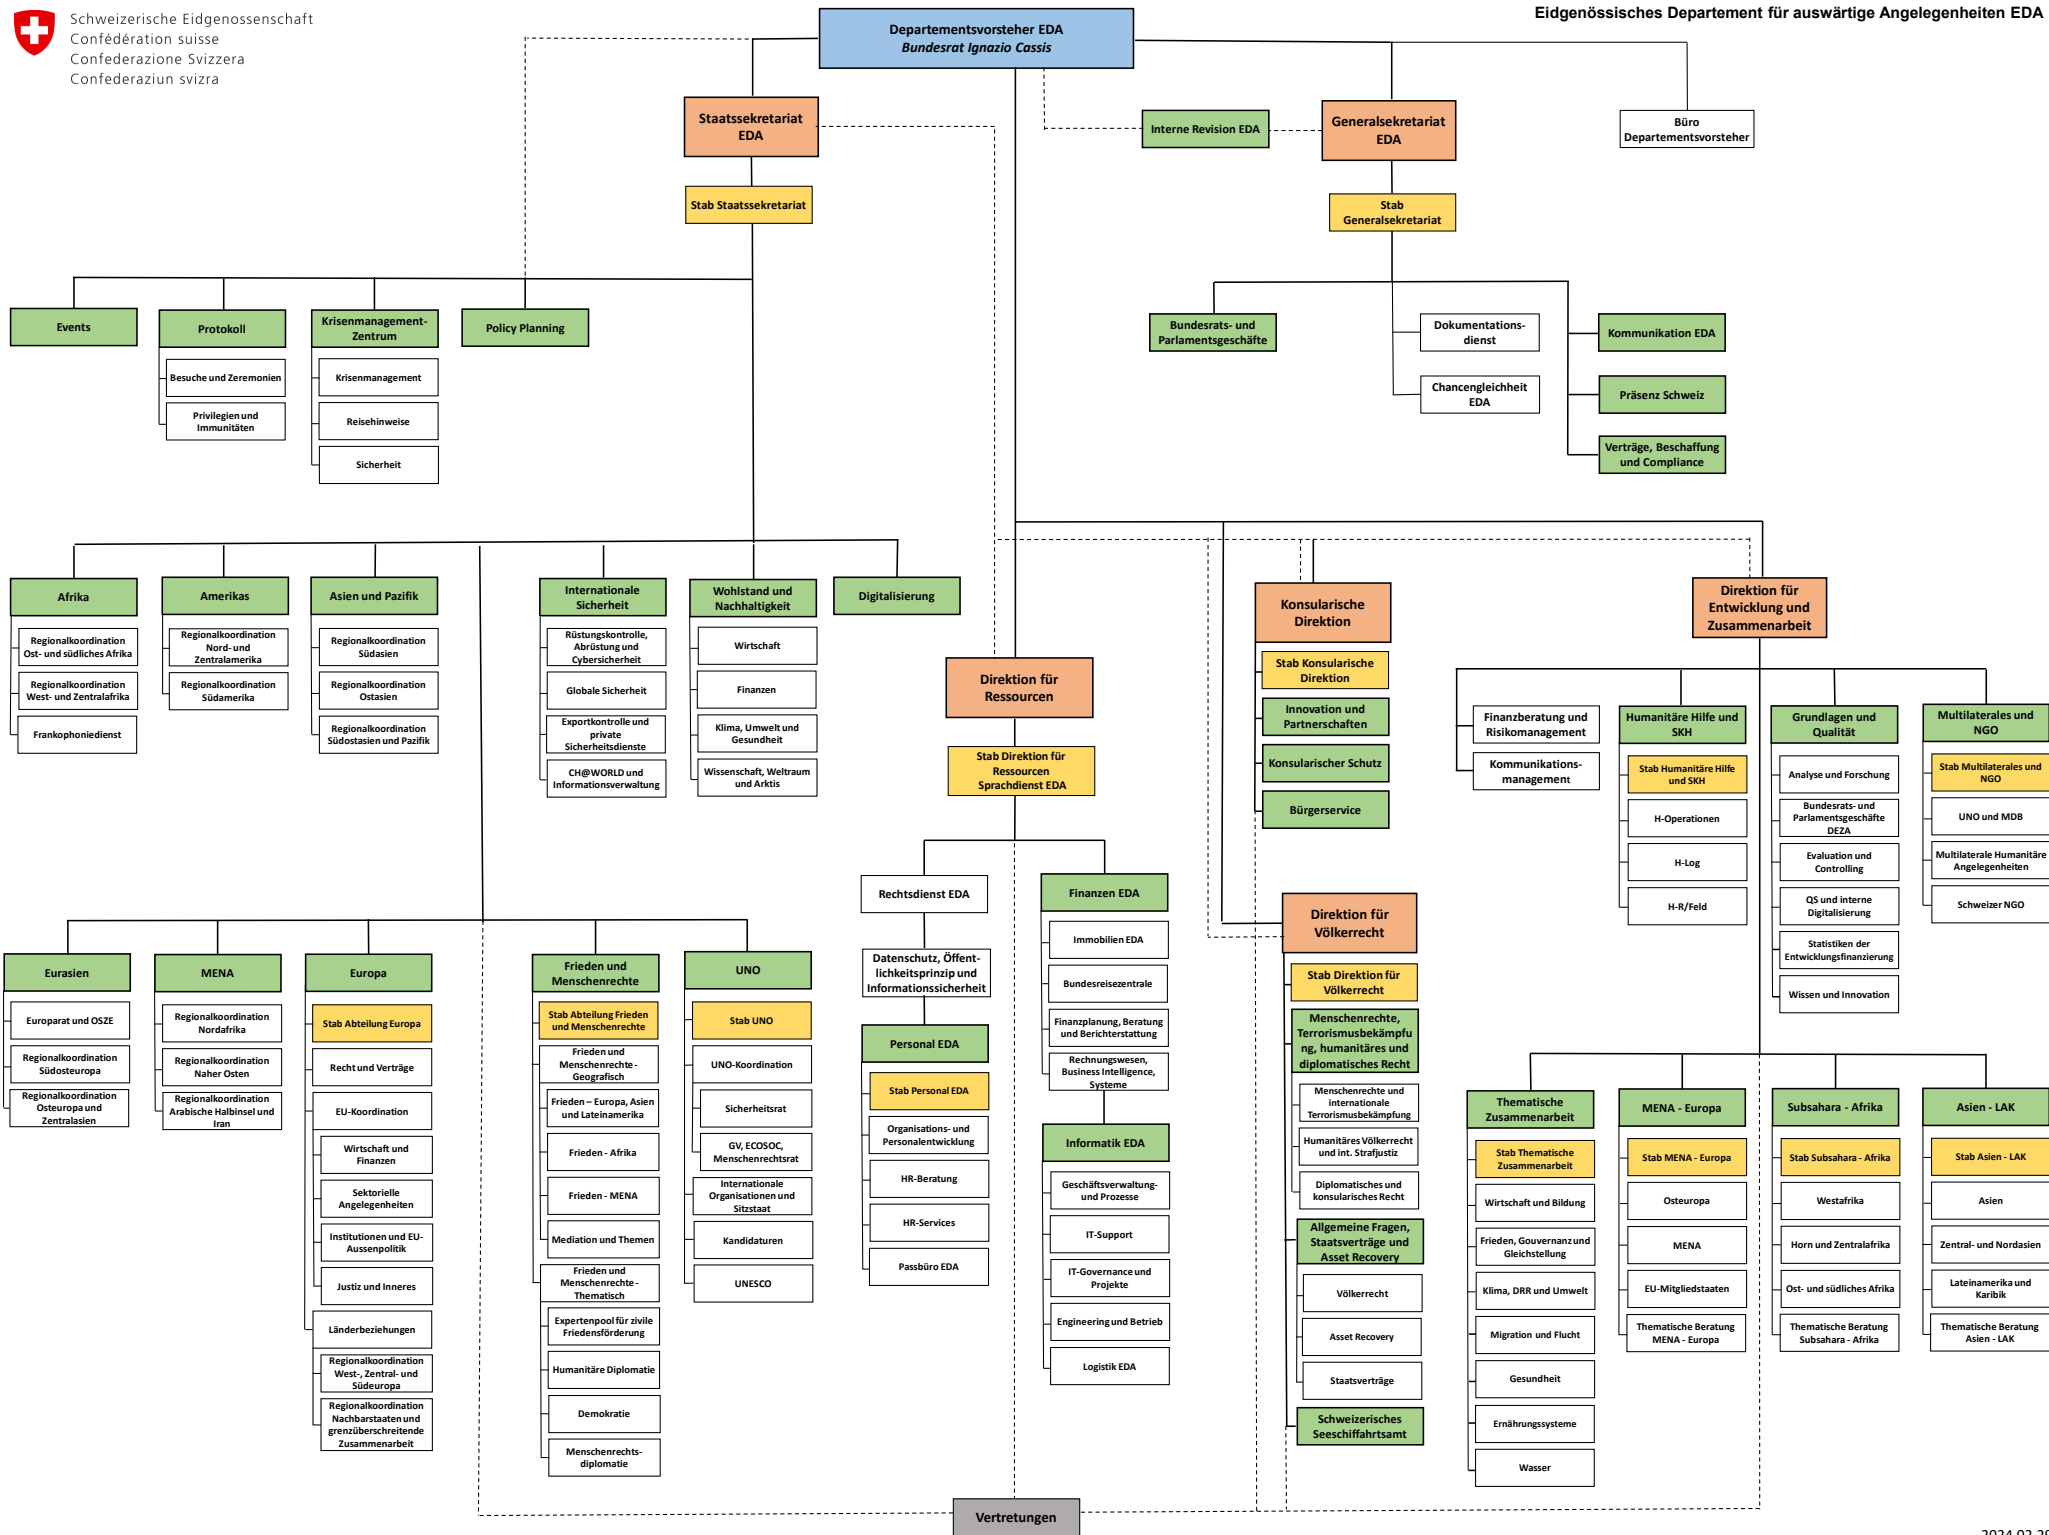 Schweizerische Eidgenossenschaft
Confédération suisse
Confederazione Svizzera
Confederaziun svizra
Eidgenössisches Departement für auswärtige Angelegenheiten EDA
Departementsvorsteher EDA
Bundesrat Ignazio Cassis
Staatssekretariat
EDA
Interne Revision EDA
Generalsekretariat
EDA
Büro
Departementsvorsteher
Stab Staatssekretariat
Stab
Generalsekretariat
Events
Protokoll
Besuche und Zeremonien
Privilegien und
Immunitäten
Krisenmanagement-
Zentrum
Krisenmanagement
Reisehinweise
Sicherheit
Policy Planning
Bundesrats- und
Parlamentsgeschäfte
Dokumentations-
dienst
Chancengleichheit
EDA
Kommunikation EDA
Präsenz Schweiz
Verträge, Beschaffung
und Compliance
Afrika
Regionalkoordination
Ost- und südliches Afrika
Regionalkoordination
West- und Zentralafrika
Frankophoniedienst
Amerikas
Regionalkoordination
Nord- und
Zentralamerika
Regionalkoordination
Südamerika
Asien und Pazifik
Regionalkoordination
Südasien
Regionalkoordination
Ostasien
Regionalkoordination
Südostasien und Pazifik
Internationale
Sicherheit
Rüstungskontrolle,
Abrüstung und
Cybersicherheit
Globale Sicherheit
Exportkontrolle und
private
Sicherheitsdienste
CH@WORLD und
Informationsverwaltung
Wohlstand und
Nachhaltigkeit
Wirtschaft
Finanzen
Klima, Umwelt und
Gesundheit
Wissenschaft, Weltraum
und Arktis
Digitalisierung
Direktion für
Ressourcen
Stab Direktion für
Ressourcen
Sprachdienst EDA
Konsularische
Direktion
Stab Konsularische
Direktion
Innovation und
Partnerschaften
Konsularischer Schutz
Bürgerservice
Direktion für
Entwicklung und
Zusammenarbeit
Finanzberatung und
Risikomanagement
Kommunikations-
management
Humanitäre Hilfe und
SKH
Stab Humanitäre Hilfe
und SKH
H-Operationen
H-Log
H-R/Feld
Grundlagen und
Qualität
Analyse und Forschung
Bundesrats- und
Parlamentsgeschäfte
DEZA
Evaluation und
Controlling
QS und interne
Digitalisierung
Statistiken der
Entwicklungsfinanzierung
Wissen und Innovation
Multilaterales und
NGO
Stab Multilaterales und
NGO
UNO und MDB
Multilaterale Humanitäre
Angelegenheiten
Schweizer NGO
Eurasien
Europarat und OSZE
Regionalkoordination
Südosteuropa
Regionalkoordination
Osteuropa und
Zentralasien
MENA
Regionalkoordination
Nordafrika
Regionalkoordination
Naher Osten
Regionalkoordination
Arabische Halbinsel und
Iran
Europa
Stab Abteilung Europa
Recht und Verträge
EU-Koordination
Wirtschaft und
Finanzen
Sektorielle
Angelegenheiten
Institutionen und EU-
Aussenpolitik
Justiz und Inneres
Länderbeziehungen
Regionalkoordination
West-, Zentral- und
Südeuropa
Regionalkoordination
Nachbarstaaten und
grenzüberschreitende
Zusammenarbeit
Frieden und
Menschenrechte
Stab Abteilung Frieden
und Menschenrechte
Frieden und
Menschenrechte -
Geografisch
Frieden – Europa, Asien
und Lateinamerika
Frieden - Afrika
Frieden - MENA
Mediation und Themen
Frieden und
Menschenrechte -
Thematisch
Expertenpool für zivile
Friedensförderung
Humanitäre Diplomatie
Demokratie
Menschenrechts-
diplomatie
UNO
Stab UNO
UNO-Koordination
Sicherheitsrat
GV, ECOSOC,
Menschenrechtsrat
Internationale
Organisationen und
Sitzstaat
Kandidaturen
UNESCO
Rechtsdienst EDA
Datenschutz, Öffent-
lichkeitsprinzip und
Informationssicherheit
Personal EDA
Stab Personal EDA
Organisations- und
Personalentwicklung
HR-Beratung
HR-Services
Passbüro EDA
Finanzen EDA
Immobilien EDA
Bundesreisezentrale
Finanzplanung, Beratung
und Berichterstattung
Rechnungswesen,
Business Intelligence,
Systeme
Informatik EDA
Geschäftsverwaltung-
und Prozesse
IT-Support
IT-Governance und
Projekte
Engineering und Betrieb
Logistik EDA
Direktion für
Völkerrecht
Stab Direktion für
Völkerrecht
Menschenrechte,
Terrorismusbekämpfu
ng, humanitäres und
diplomatisches Recht
Menschenrechte und
internationale
Terrorismusbekämpfung
Humanitäres Völkerrecht
und int. Strafjustiz
Diplomatisches und
konsularisches Recht
Allgemeine Fragen,
Staatsverträge und
Asset Recovery
Völkerrecht
Asset Recovery
Staatsverträge
Schweizerisches
Seeschiffahrtsamt
Thematische
Zusammenarbeit
Stab Thematische
Zusammenarbeit
Wirtschaft und Bildung
Frieden, Gouvernanz und
Gleichstellung
Klima, DRR und Umwelt
Migration und Flucht
Gesundheit
Ernährungssysteme
Wasser
MENA - Europa
Stab MENA - Europa
Osteuropa
MENA
EU-Mitgliedstaaten
Thematische Beratung
MENA - Europa
Subsahara - Afrika
Stab Subsahara - Afrika
Westafrika
Horn und Zentralafrika
Ost- und südliches Afrika
Thematische Beratung
Subsahara - Afrika
Asien - LAK
Stab Asien - LAK
Asien
Zentral- und Nordasien
Lateinamerika und
Karibik
Thematische Beratung
Asien - LAK
Vertretungen